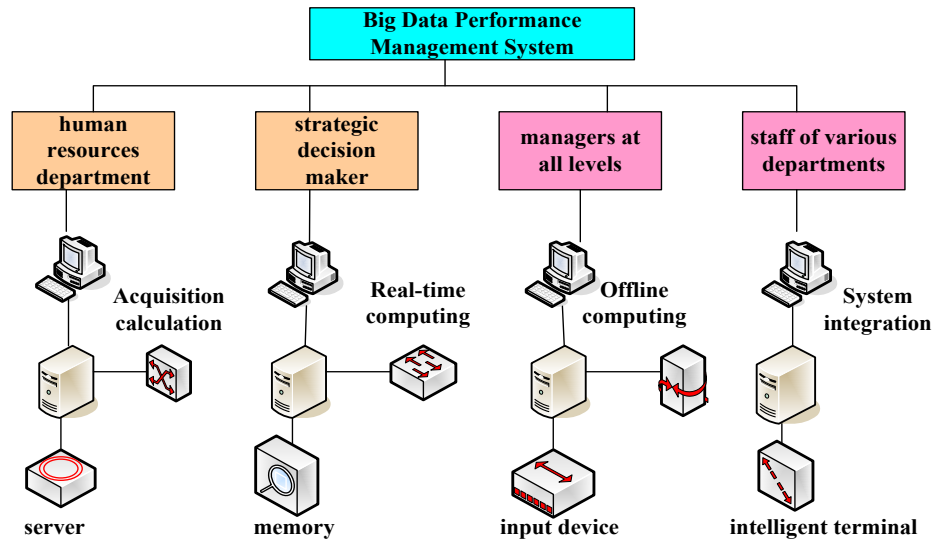 Big Data Performance
Management System
human
resources
department
strategic
decision
maker
managers at
all levels
staff of various
departments
Acquisition
calculation
Real-time
computing
Offline
computing
System
integration
server
memory
input device
intelligent terminal